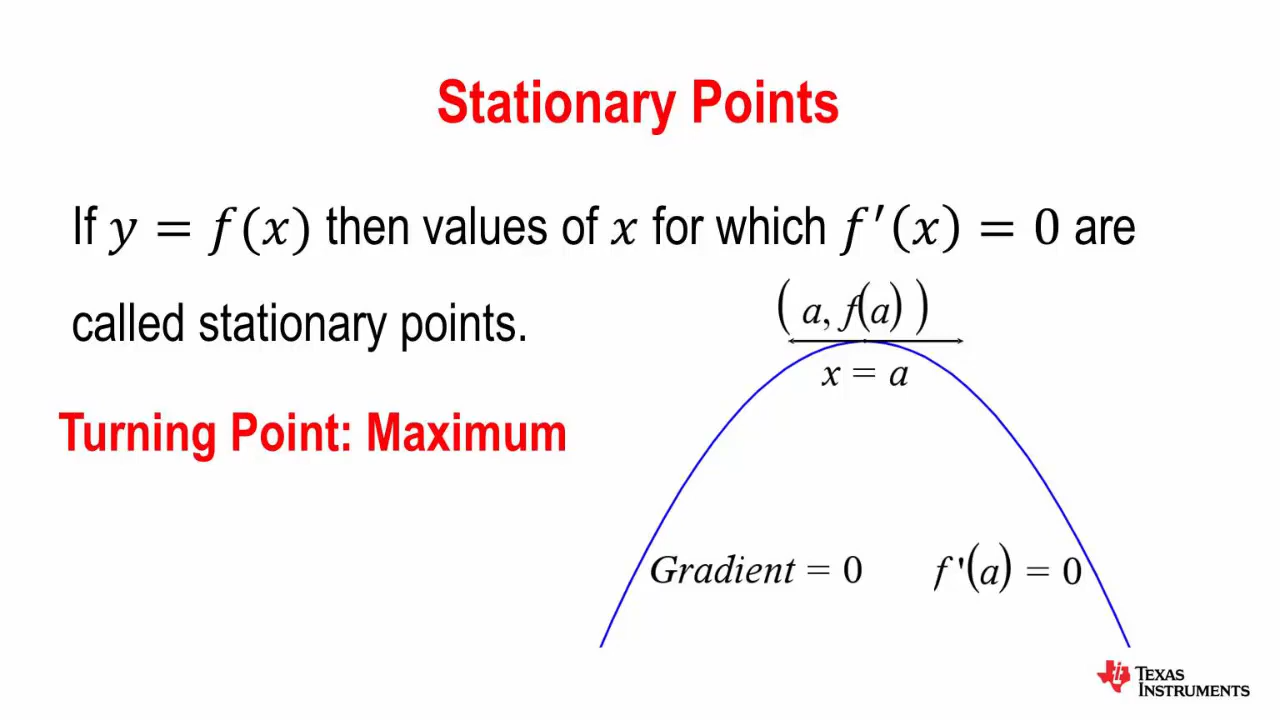 Stationary Points
If y = f(x) then values of x for which f′(x) = 0 are
called stationary points.
(a, f(a))
x = a
Turning Point: Maximum
Gradient = 0
f'(a) = 0
TEXAS
INSTRUMENTS